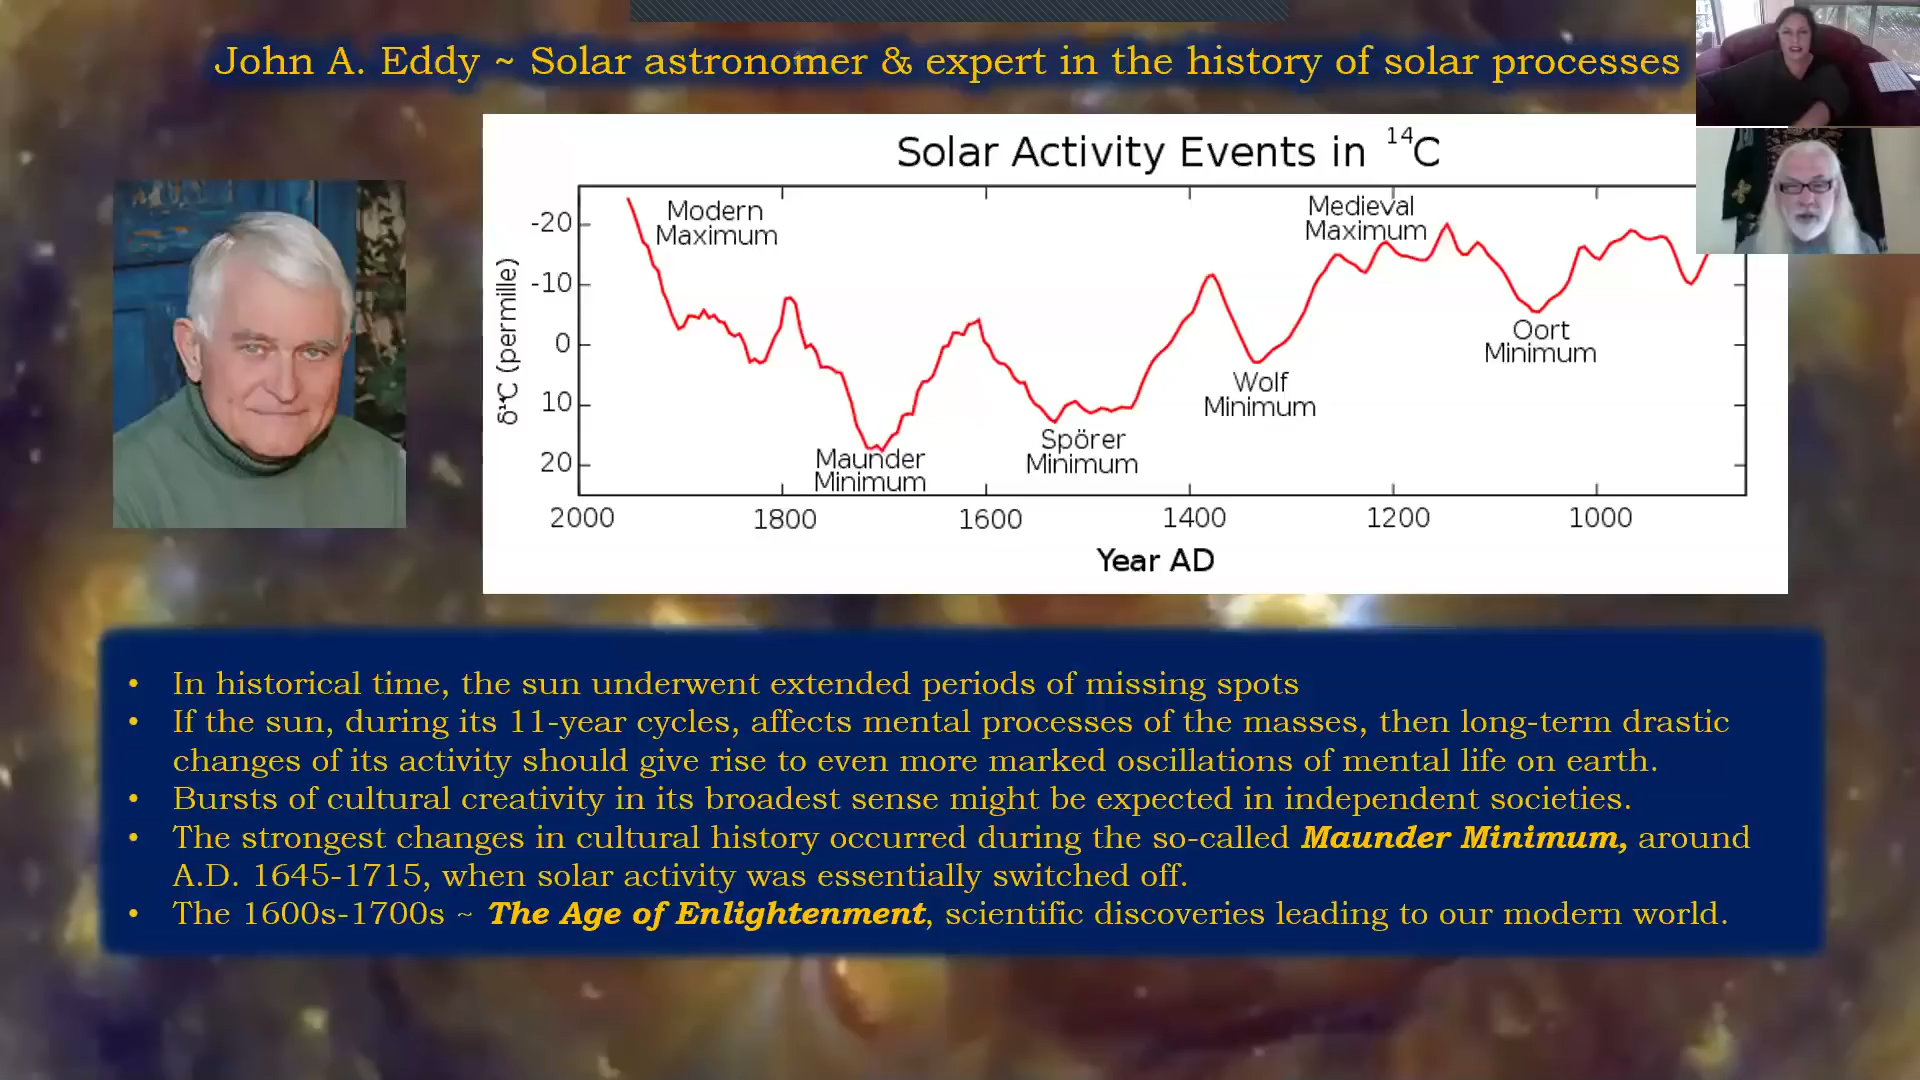 John A. Eddy ~ Solar astronomer & expert in the history of solar processes
Solar Activity Events in ¹⁴C
Modern
Maximum
Medieval
Maximum
-20
-10
0
10
20
δ¹⁴C (permille)
Oort
Minimum
Wolf
Minimum
Spörer
Minimum
Maunder
Minimum
2000 1800 1600 1400 1200 1000
Year AD
• In historical time, the sun underwent extended periods of missing spots
• If the sun, during its 11-year cycles, affects mental processes of the masses, then long-term drastic
changes of its activity should give rise to even more marked oscillations of mental life on earth.
• Bursts of cultural creativity in its broadest sense might be expected in independent societies.
• The strongest changes in cultural history occurred during the so-called Maunder Minimum, around
A.D. 1645-1715, when solar activity was essentially switched off.
• The 1600s-1700s ~ The Age of Enlightenment, scientific discoveries leading to our modern world.